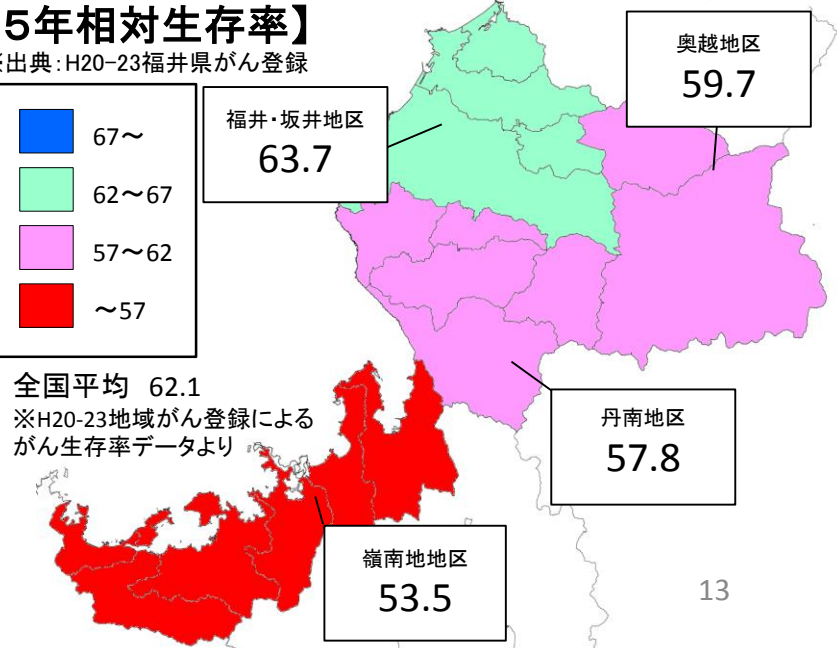 5年相対生存率】
※出典：H20-23福井県がん登録
67～
62～67
57～62
～57
福井・坂井地区
63.7
奥越地区
59.7
全国平均 62.1
※H20-23地域がん登録による
がん生存率データより
丹南地区
57.8
嶺南地地区
53.5
13